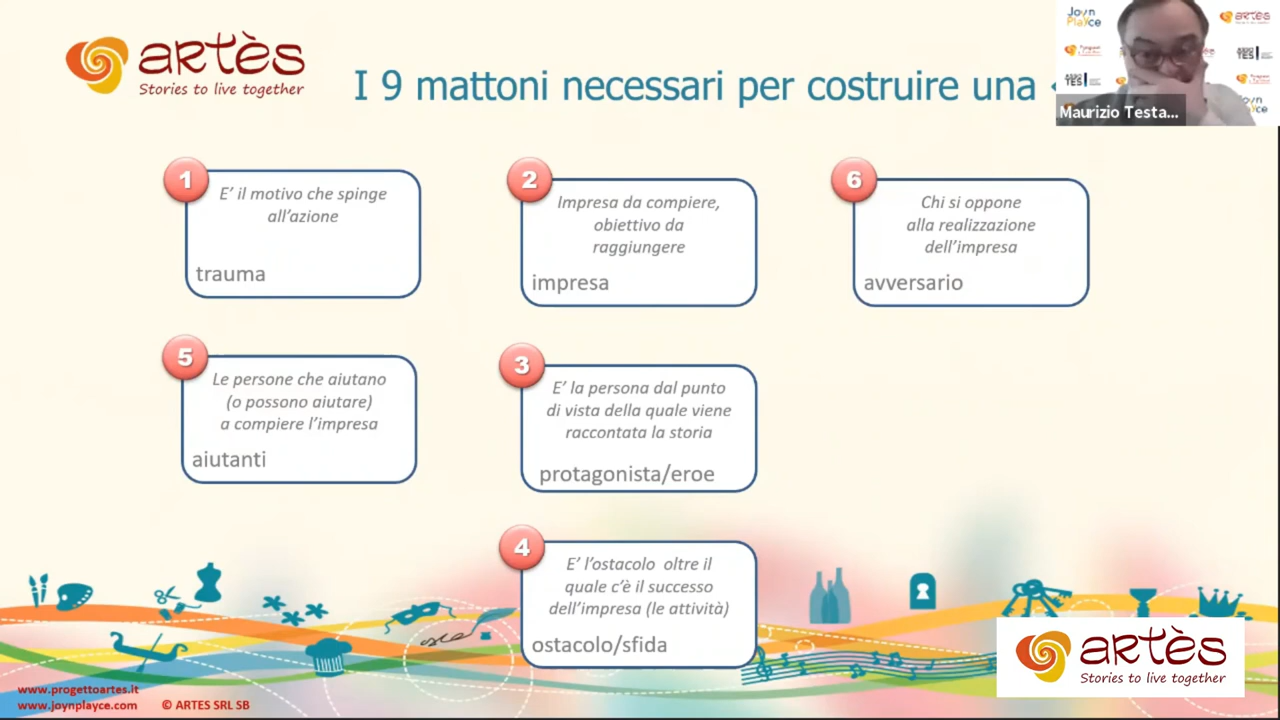 artès
Stories to live together
I 9 mattoni necessari per costruire una
Joyn
Playce
artès
TES
TES
Maurizio Testa...
1
E' il motivo che spinge
all'azione
trauma
2
Impresa da compiere,
obiettivo da
raggiungere
impresa
6
Chi si oppone
alla realizzazione
dell'impresa
avversario
5
Le persone che aiutano
(o possono aiutare)
a compiere l'impresa
aiutanti
3
E' la persona dal punto
di vista della quale viene
raccontata la storia
protagonista/eroe
4
E' l'ostacolo oltre il
quale c'è il successo
dell'impresa (le attività)
ostacolo/sfida
www.progettoartes.it
www.joynplayce.com © ARTES SRL SB
artès
Stories to live together